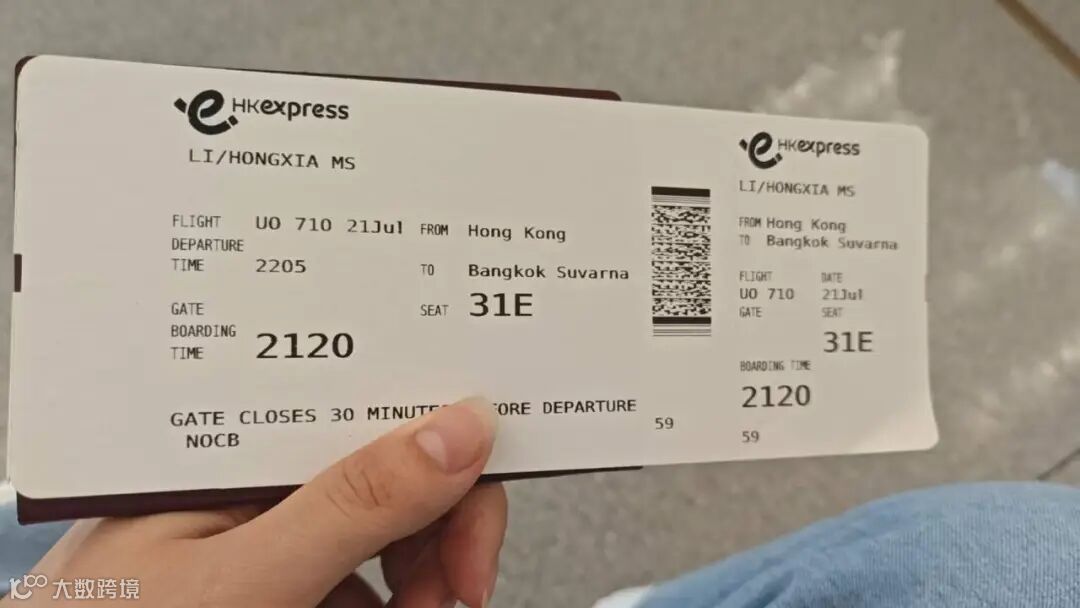 HKexpress
LI/HONGXIA MS
FLIGHT UO 710 21Jul FROM Hong Kong
DEPARTURE
TIME 2205 TO Bangkok Suvarna
GATE SEAT 31E
BOARDING
TIME 2120
GATE CLOSES 30 MINUTE ORE DEPARTURE
NOCB
59
HKexpress
LI/HONGXIA MS
FROM Hong Kong
TO Bangkok Suvarna
FLIGHT DATE
UO 710 21Jul
GATE SEAT
31E
BOARDING TIME
2120
59
大数跨境